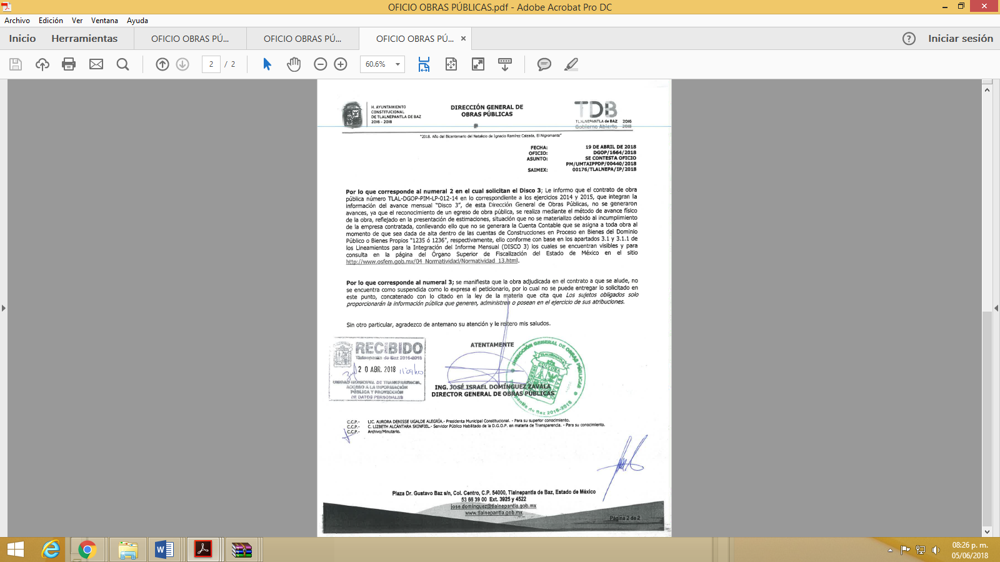 OFICIO OBRAS PÚBLICAS.pdf - Adobe Acrobat Pro DC
Archivo Edición Ver Ventana Ayuda
Inicio Herramientas OFICIO OBRAS PÚ... OFICIO OBRAS PÚ... OFICIO OBRAS PÚ... × Iniciar sesión
2 / 2 60.6%
H. AYUNTAMIENTO
CONSTITUCIONAL
DE TLALNEPANTLA DE BAZ
2016 - 2018
DIRECCIÓN GENERAL DE
OBRAS PÚBLICAS
TDB
TLALNEPANTLA de BAZ 2016
Gobierno Abierto 2018
"2018. Año del Bicentenario del Natalicio de Ignacio Ramírez Calzada, El Nigromante"
FECHA: 19 DE ABRIL DE 2018
OFICIO: DGOP/1664/2018
ASUNTO: SE CONTESTA OFICIO
PM/UMTAIPPDP/00440/2018
SAIMEX: 00176/TLALNEPA/IP/2018
Por lo que corresponde al numeral 2 en el cual solicitan el Disco 3; Le informo que el contrato de obra
pública número TLAL-DGOP-PIM-LP-012-14 en lo correspondiente a los ejercicios 2014 y 2015, que integran la
información del avance mensual "Disco 3", de esta Dirección General de Obras Públicas, no se generaron
avances, ya que el reconocimiento de un egreso de obra pública, se realiza mediante el método de avance físico
de la obra, reflejado en la presentación de estimaciones, situación que no se materializo debido al incumplimiento
de la empresa contratada, conllevando ello que no se generara la Cuenta Contable que se asigna a toda obra al
momento de que sea dada de alta dentro de las cuentas de Construcciones en Proceso en Bienes del Dominio
Público o Bienes Propios "1235 ó 1236", respectivamente, ello conforme con base en los apartados 3.1 y 3.1.1 de
los Lineamientos para la Integración del Informe Mensual (DISCO 3) los cuales se encuentran visibles y para
consulta en la página del Órgano Superior de Fiscalización del Estado de México en el sitio
http://www.osfem.gob.mx/04_Normatividad/Normatividad_13.html.
Por lo que corresponde al numeral 3; se manifiesta que la obra adjudicada en el contrato a que se alude, no
se encuentra como suspendida como lo expresa el peticionario, por lo cual no se puede entregar lo solicitado en
este punto, concatenado con lo citado en la ley de la materia que cita que Los sujetos obligados solo
proporcionarán la información pública que generen, administren o posean en el ejercicio de sus atribuciones.
Sin otro particular, agradezco de antemano su atención y le reitero mis saludos.
RECIBIDO
Tlalnepantla de Baz 2016-2018
20 ABR. 2018
UNIDAD MUNICIPAL DE TRANSPARENCIA,
ACCESO A LA INFORMACIÓN
PÚBLICA Y PROTECCIÓN
DE DATOS PERSONALES
ATENTAMENTE
DIRECCIÓN GENERAL DE OBRAS PÚBLICAS
TLALNEPANTLA
CULTURA
TRABAJO
PROGRESO
Tlalnepantla de Baz 2016-2018
ING. JOSÉ ISRAEL DOMÍNGUEZ ZAVALA
DIRECTOR GENERAL DE OBRAS PÚBLICAS
C.C.P.- LIC. AURORA DENISSE UGALDE ALEGRÍA.- Presidenta Municipal Constitucional. - Para su superior conocimiento.
C.C.P.- C. LIZBETH ALCÁNTARA SKINFIEL.- Servidor Público Habilitado de la D.G.O.P. en materia de Transparencia. - Para su conocimiento.
C.C.P.- Archivo/Minutario.
Plaza Dr. Gustavo Baz s/n, Col. Centro, C.P. 54000, Tlalnepantla de Baz, Estado de México
53 66 39 00 Ext. 3925 y 4522
jose.dominguez@tlalnepantla.gob.mx
www.tlalnepantla.gob.mx
Página 2 de 2
08:26 p. m.
05/06/2018